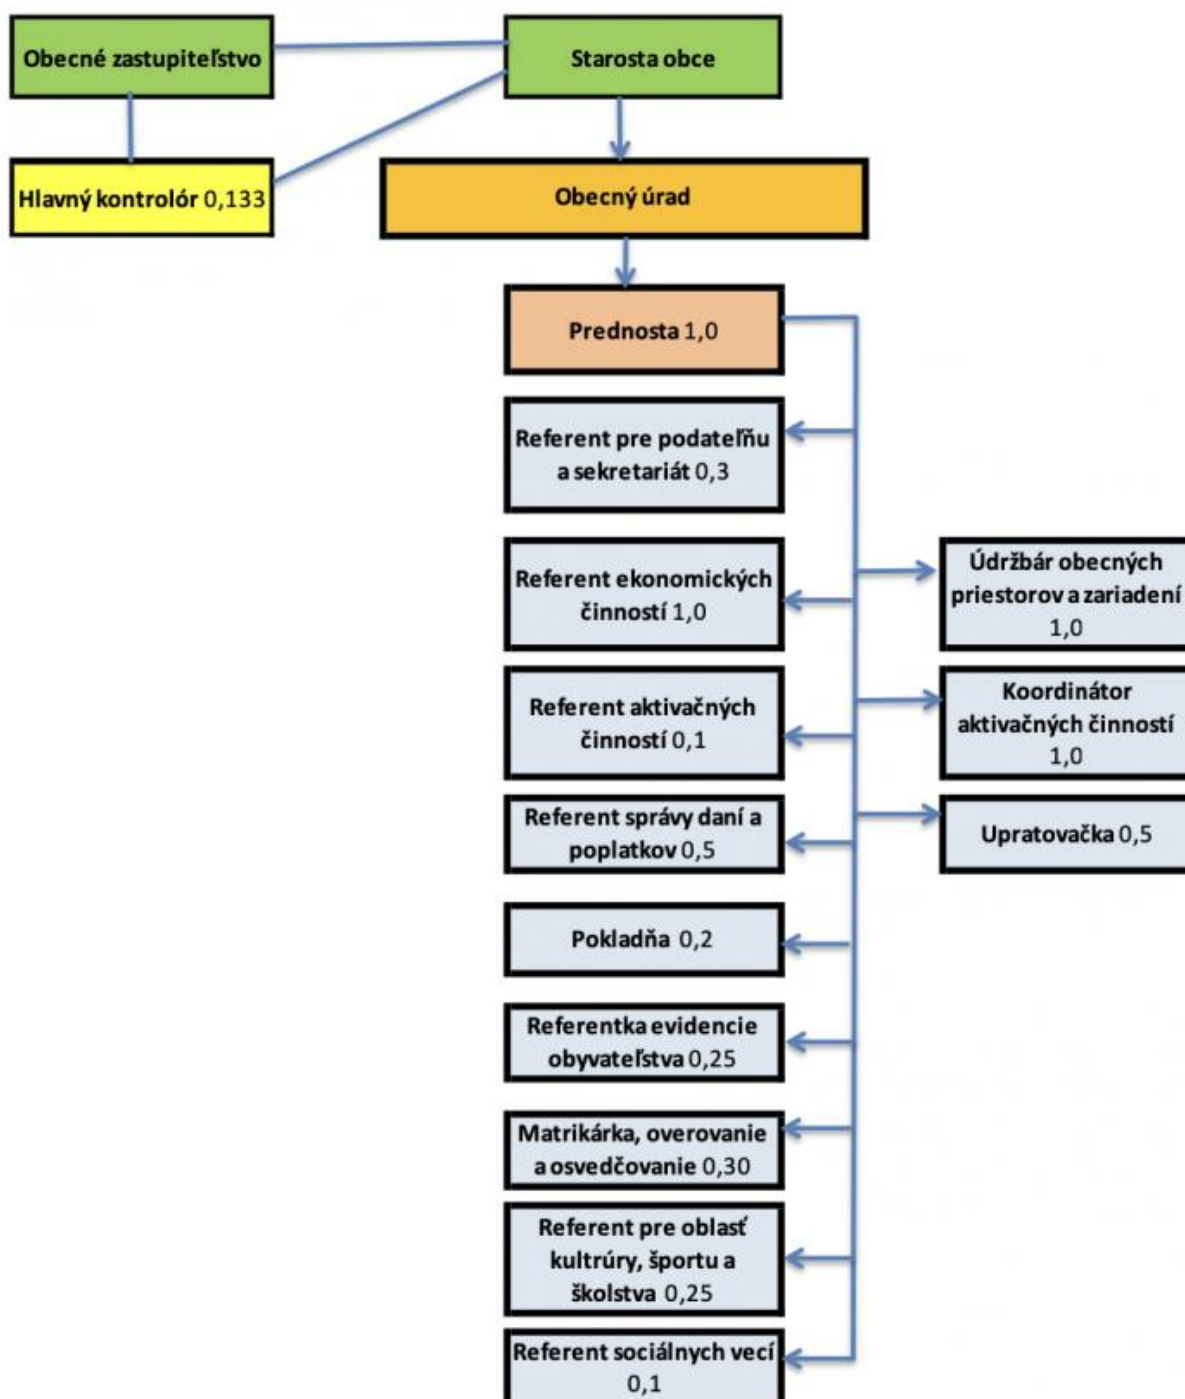 Obecné zastupiteľstvo
Starosta obce
Hlavný kontrolór 0,133
Obecný úrad
Prednosta 1,0
Referent pre podateľňu
a sekretariát 0,3
Referent ekonomických
činností 1,0
Údržbár obecných
priestorov a zariadení
1,0
Referent aktivačných
činností 0,1
Koordinátor
aktivačných činností
1,0
Referent správy daní a
poplatkov 0,5
Upratovačka 0,5
Pokladňa 0,2
Referentka evidencie
obyvateľstva 0,25
Matrikárka, overovanie
a osvedčovanie 0,30
Referent pre oblasť
kultrúry, športu a
školstva 0,25
Referent sociálnych vecí
0,1